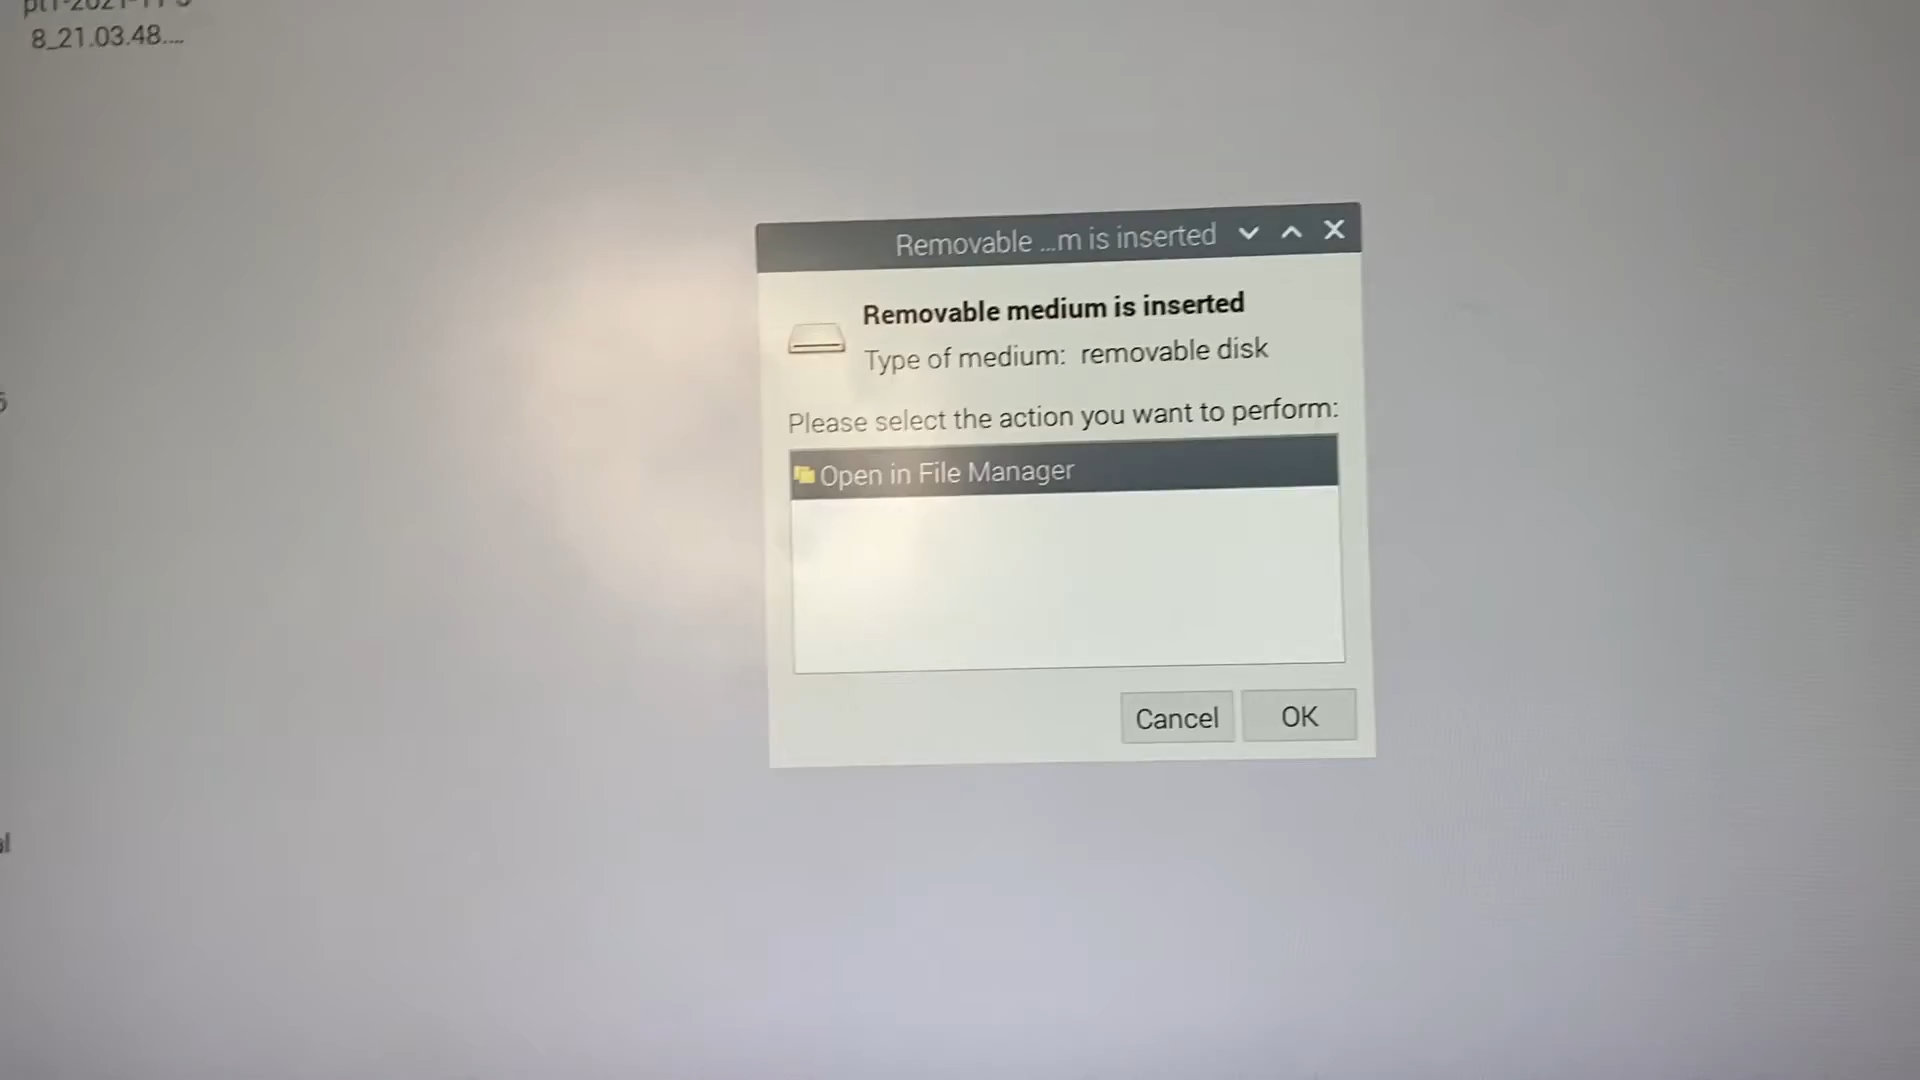 8_21.03.48....
Removable ...m is inserted
Removable medium is inserted
Type of medium: removable disk
Please select the action you want to perform:
Open in File Manager
Cancel OK